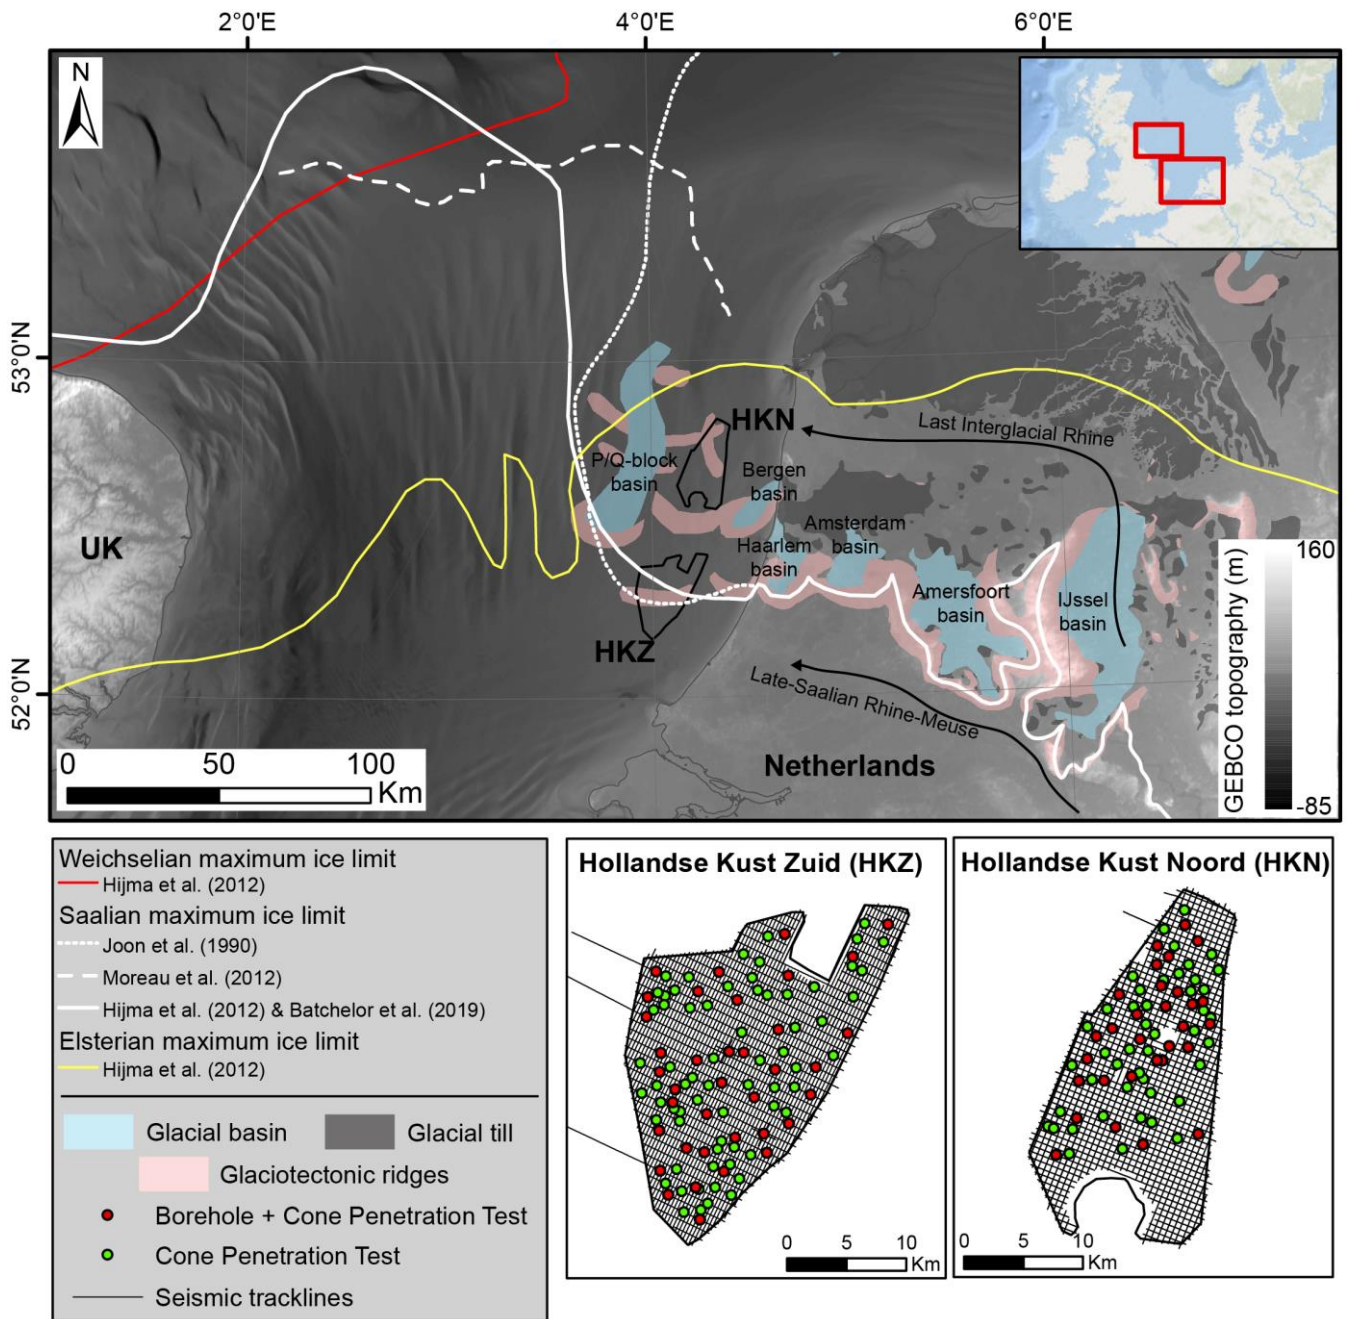 2°0'E
4°0'E
6°0'E
N
53°0'N
52°0'N
HKN
Last Interglacial Rhine
P/Q-block
basin
Bergen
basin
Amsterdam
basin
Haarlem
basin
UK
Amersfoort
basin
IJssel
basin
HKZ
Late-Saalian Rhine-Meuse
Netherlands
0
50
100
Km
GEBCO topography (m)
160
-85
Weichselian maximum ice limit
Hijma et al. (2012)
Saalian maximum ice limit
Joon et al. (1990)
Moreau et al. (2012)
Hijma et al. (2012) & Batchelor et al. (2019)
Elsterian maximum ice limit
Hijma et al. (2012)
Glacial basin
Glacial till
Glaciotectonic ridges
Borehole + Cone Penetration Test
Cone Penetration Test
Seismic tracklines
Hollandse Kust Zuid (HKZ)
0 5 10
Km
Hollandse Kust Noord (HKN)
0 5 10
Km